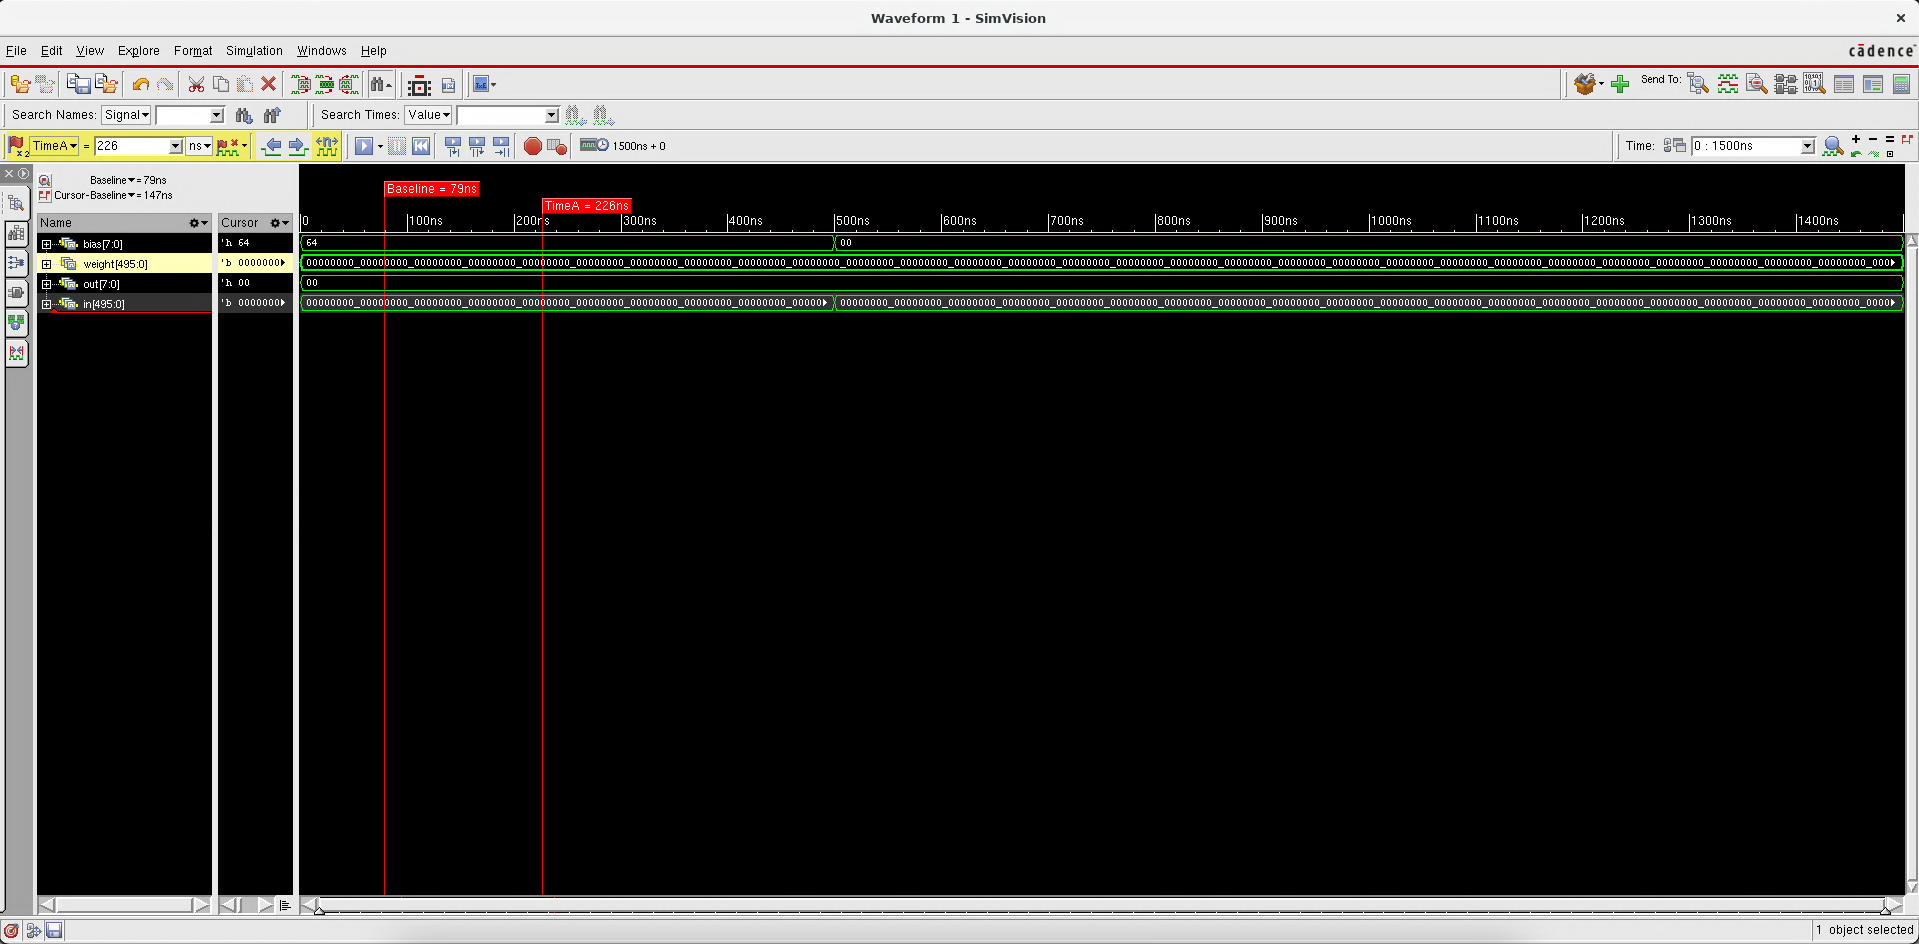 Waveform 1 - SimVision
File Edit View Explore Format Simulation Windows Help
cādence
Search Names: Signal Search Times: Value
Send To:
TimeA = 226 ns 1500ns + 0 Time: 0 : 1500ns
Baseline = 79ns
Cursor-Baseline = 147ns
Baseline = 79ns
TimeA = 226ns
Name Cursor 0 100ns 200ns 300ns 400ns 500ns 600ns 700ns 800ns 900ns 1000ns 1100ns 1200ns 1300ns 1400ns
bias[7:0] 'h 64 64 00
weight[495:0] 'b 0000000 00000000_00000000_00000000_00000000_00000000_00000000_00000000_00000000_00000000_00000000_00000000_00000000_00000000_00000000_00000000_00000000_00000000_00000000_00000000_00000000_00000000_00000000_00000000_00000000_00000000_00000000_00000000_00000000_00000000_000
out[7:0] 'h 00 00
in[495:0] 'b 0000000 00000000_00000000_00000000_00000000_00000000_00000000_00000000_00000000_00000000_000000 00000000_00000000_00000000_00000000_00000000_00000000_00000000_00000000_00000000_00000000_00000000_00000000_00000000_00000000_00000000_00000000_00000000_00000000_00000000_0000
1 object selected